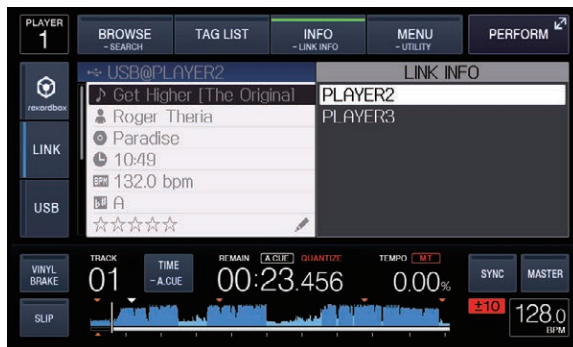 PLAYER
1
BROWSE
- SEARCH
TAG LIST
INFO
- LINK INFO
MENU
- UTILITY
PERFORM
rekordbox
LINK
USB
USB@PLAYER2
Get Higher [The Original
Roger Theria
Paradise
10:49
BPM 132.0 bpm
A
LINK INFO
PLAYER2
PLAYER3
VINYL
BRAKE
SLIP
TRACK
01
TIME
- A.CUE
REMAIN A.CUE QUANTIZE
00:23.456
TEMPO MT
0.00%
SYNC
MASTER
±10
128.0
BPM